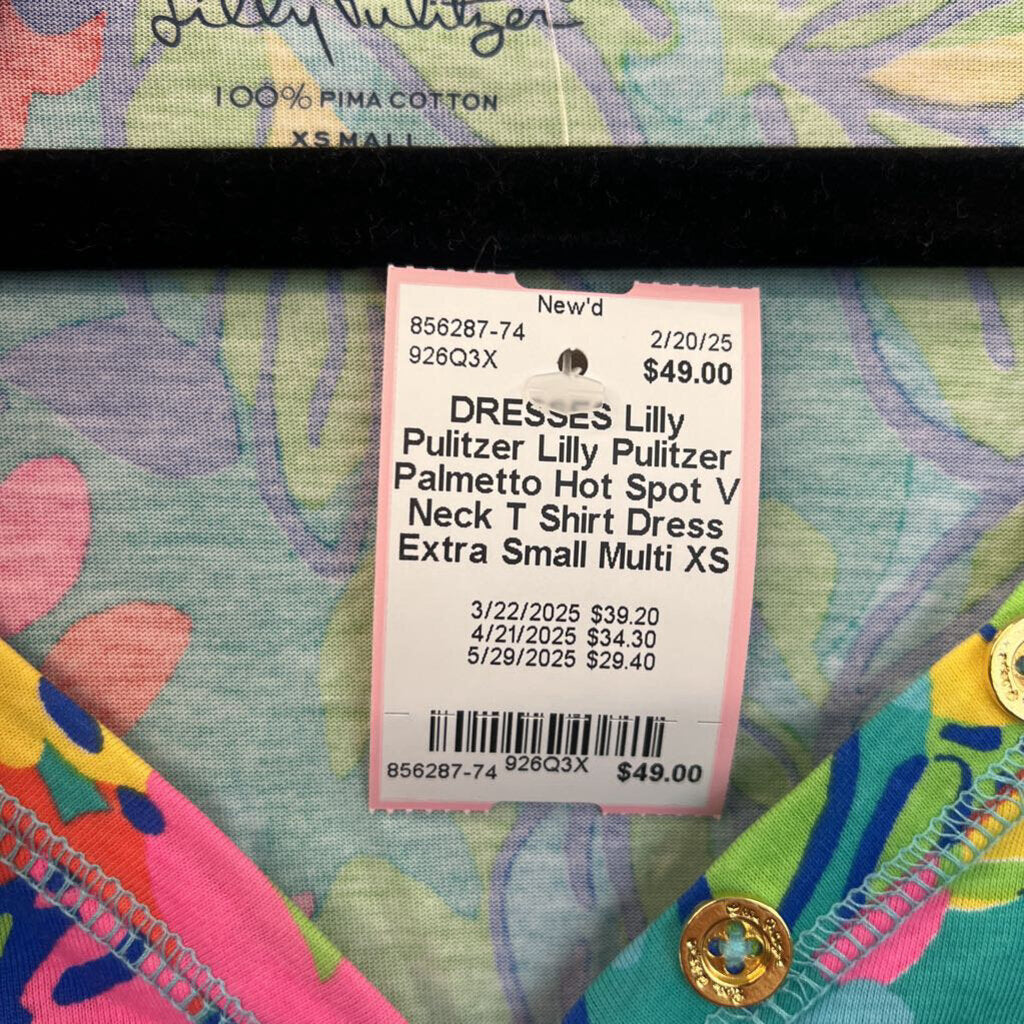 Lilly Pulitzer
100% PIMA COTTON
XSMALL
New'd
856287-74 2/20/25
926Q3X $49.00
DRESSES Lilly
Pulitzer Lilly Pulitzer
Palmetto Hot Spot V
Neck T Shirt Dress
Extra Small Multi XS
3/22/2025 $39.20
4/21/2025 $34.30
5/29/2025 $29.40
856287-74 926Q3X $49.00